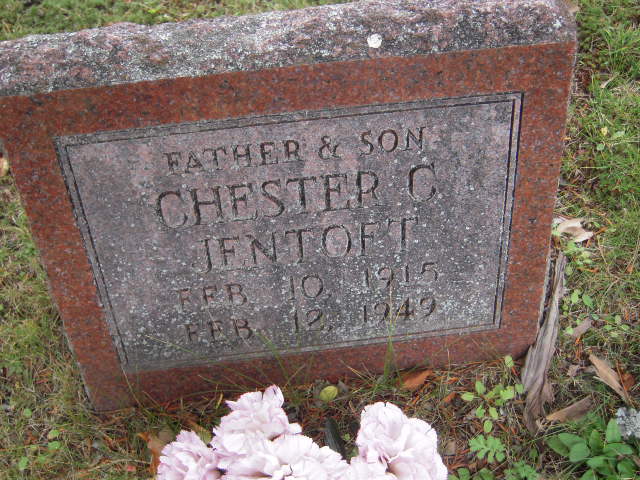 FATHER & SON
CHESTER C
JENTOFT
FEB. 10, 1915
FEB. 12, 1949